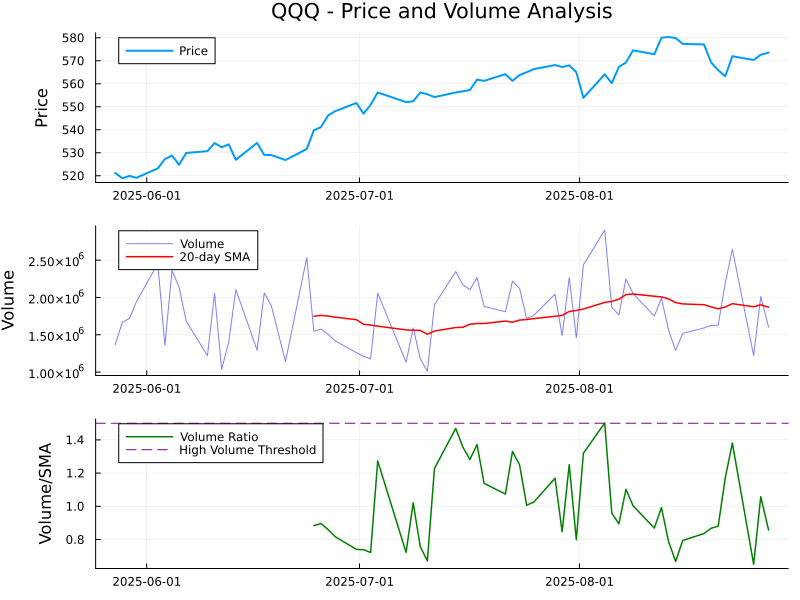 QQQ - Price and Volume Analysis
Price
580
570
560
550
540
530
520
Price
2025-06-01 2025-07-01 2025-08-01
Volume
20-day SMA
2.50×10⁶
2.00×10⁶
1.50×10⁶
1.00×10⁶
Volume
2025-06-01 2025-07-01 2025-08-01
Volume Ratio
High Volume Threshold
1.4
1.2
1.0
0.8
Volume/SMA
2025-06-01 2025-07-01 2025-08-01